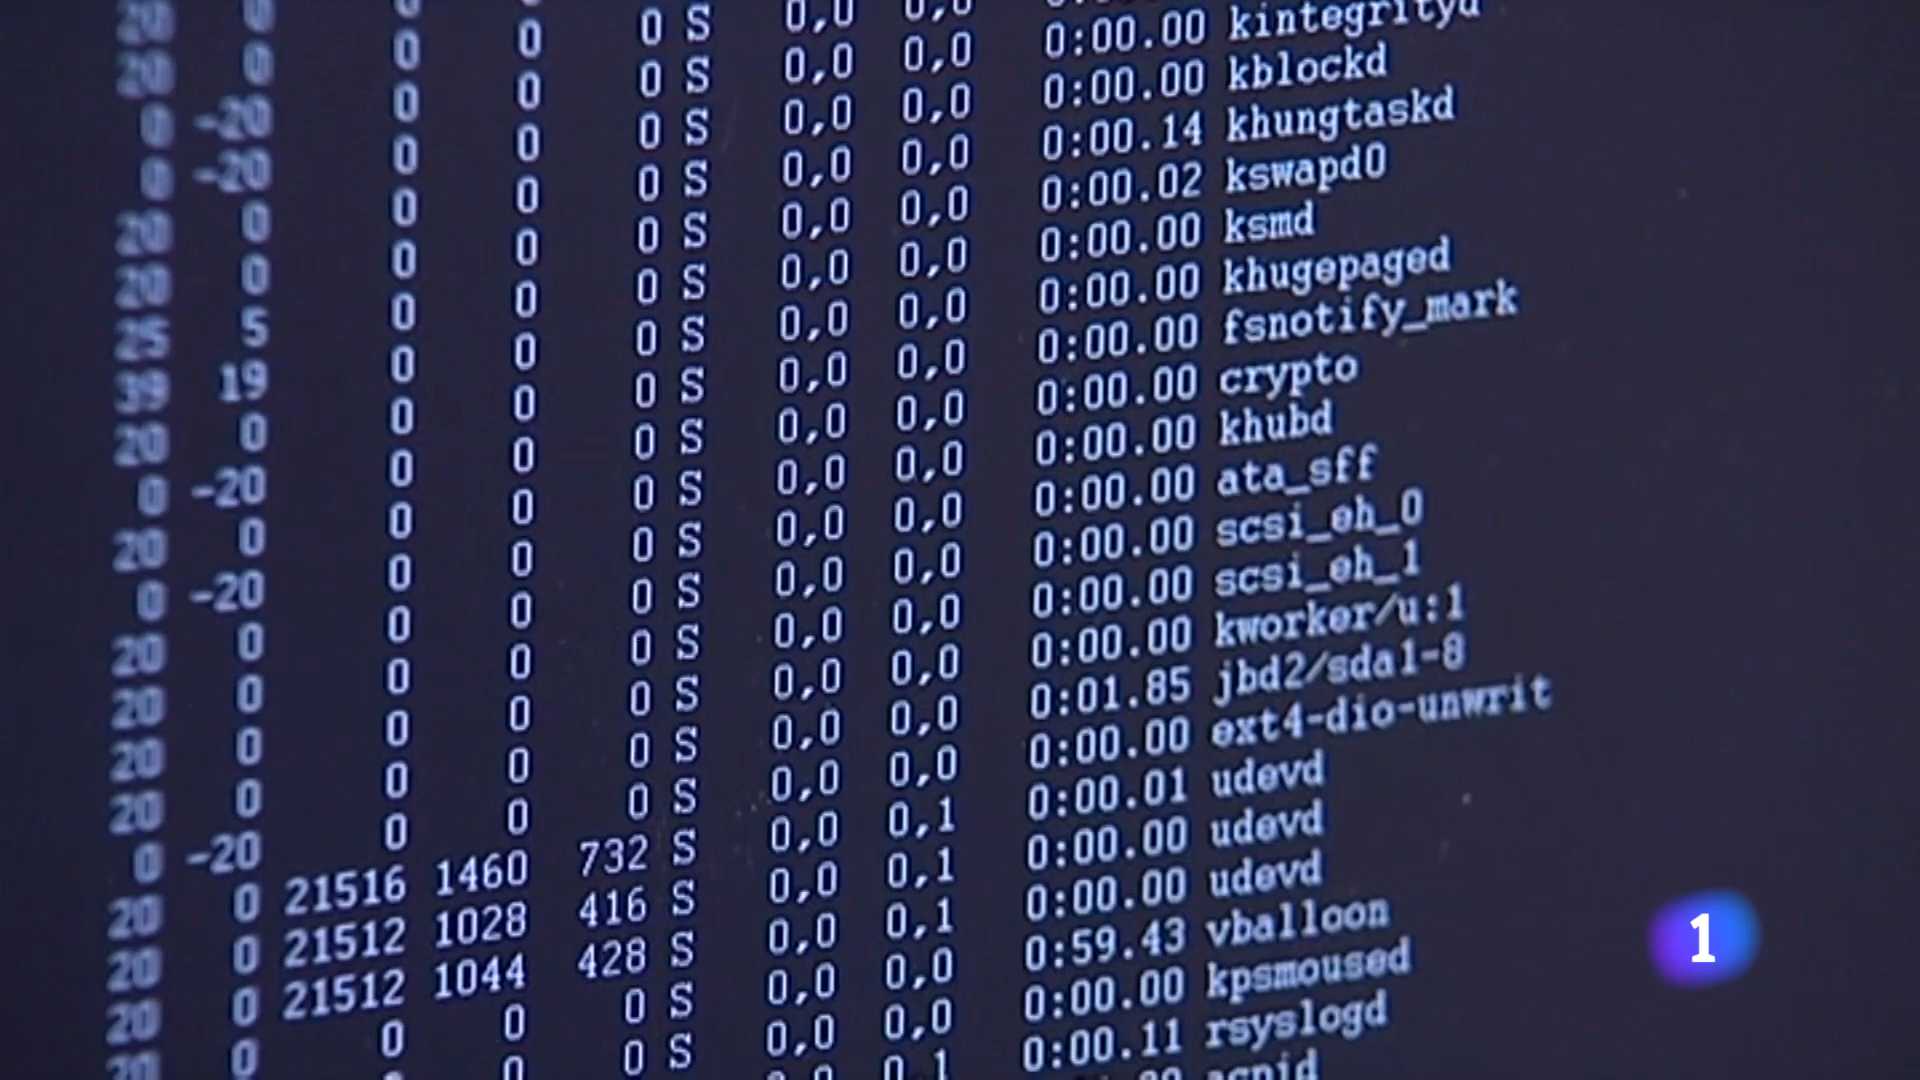 20 0
20 0 0 0 0 S 0,0 0,0
0 -20 0 0 0 S 0,0 0,0 0:00.00 kintegrityd
0 -20 0 0 0 S 0,0 0,0 0:00.00 kblockd
20 0 0 0 0 S 0,0 0,0 0:00.14 khungtaskd
20 0 0 0 0 S 0,0 0,0 0:00.02 kswapd0
25 5 0 0 0 S 0,0 0,0 0:00.00 ksmd
39 19 0 0 0 S 0,0 0,0 0:00.00 khugepaged
20 0 0 0 0 S 0,0 0,0 0:00.00 fsnotify_mark
0 -20 0 0 0 S 0,0 0,0 0:00.00 crypto
20 0 0 0 0 S 0,0 0,0 0:00.00 khubd
0 -20 0 0 0 S 0,0 0,0 0:00.00 ata_sff
20 0 0 0 0 S 0,0 0,0 0:00.00 scsi_eh_0
20 0 0 0 0 S 0,0 0,0 0:00.00 scsi_eh_1
20 0 0 0 0 S 0,0 0,0 0:00.00 kworker/u:1
20 0 0 0 0 S 0,0 0,0 0:01.85 jbd2/sda1-8
0 -20 0 0 0 S 0,0 0,0 0:00.00 ext4-dio-unwrit
20 0 21516 1460 732 S 0,0 0,1 0:00.01 udevd
20 0 21512 1028 416 S 0,0 0,1 0:00.00 udevd
20 0 21512 1044 428 S 0,0 0,1 0:00.00 udevd
20 0 0 0 0 S 0,0 0,0 0:59.43 vballoon
0 0 S 0,0 0,0 0:00.00 kpsmoused
0,1 0:00.11 rsyslogd
1